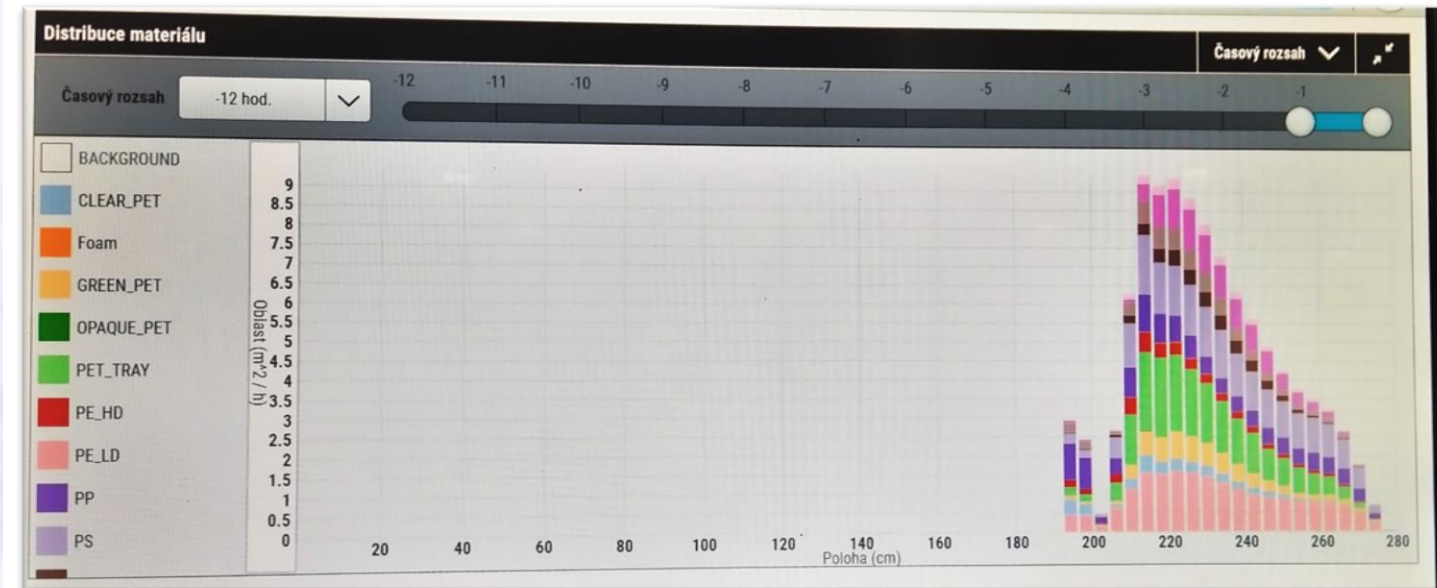 Distribuce materiálu
Časový rozsah
Časový rozsah
-12 hod.
-12 -11 -10 -9 -8 -7 -6 -5 -4 -3 -2 -1
BACKGROUND
CLEAR_PET
Foam
GREEN_PET
OPAQUE_PET
PET_TRAY
PE_HD
PE_LD
PP
PS
Oblast (m^2 / h)
9
8.5
8
7.5
7
6.5
6
5.5
5
4.5
4
3.5
3
2.5
2
1.5
1
0.5
0
20 40 60 80 100 120 140 160 180 200 220 240 260 280
Poloha (cm)